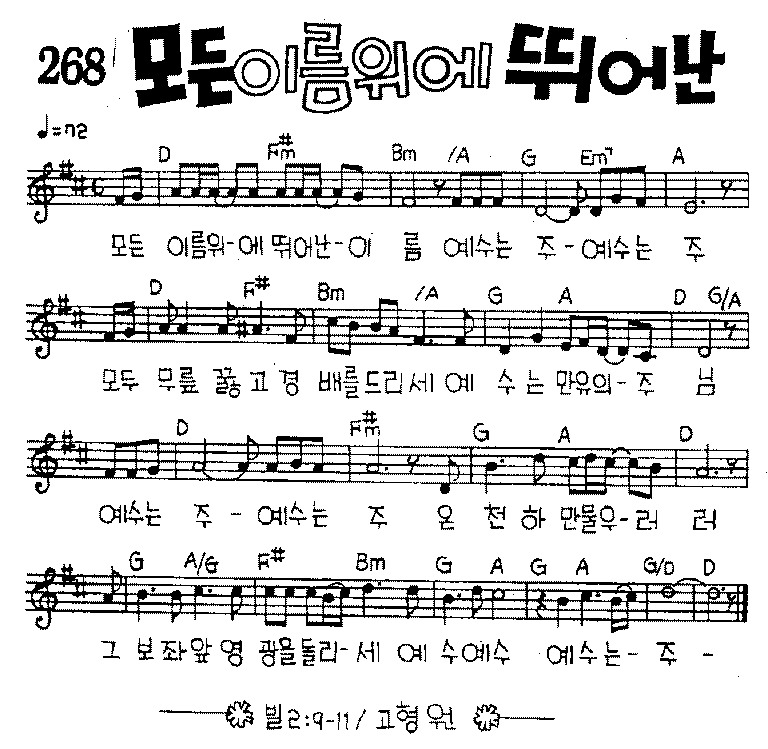 268 모든이름위에 뛰어난
♩=72
D F#m Bm /A G Em7 A
모든 이름위-에 뛰어난-이 름 예수는 주-예수는 주
D F# Bm /A G A D G/A
모두 무릎 꿇고 경 배를드리세 예 수는만유의-주 님
D F#m G A D
예수는 주 - 예수는 주 온 천 하 만물우-러 러
G A/G F# Bm G A G A G/D D
그 보좌앞 영 광을돌리-세 예 수예수 예수는- 주 -
빌2:9-11/ 고형원